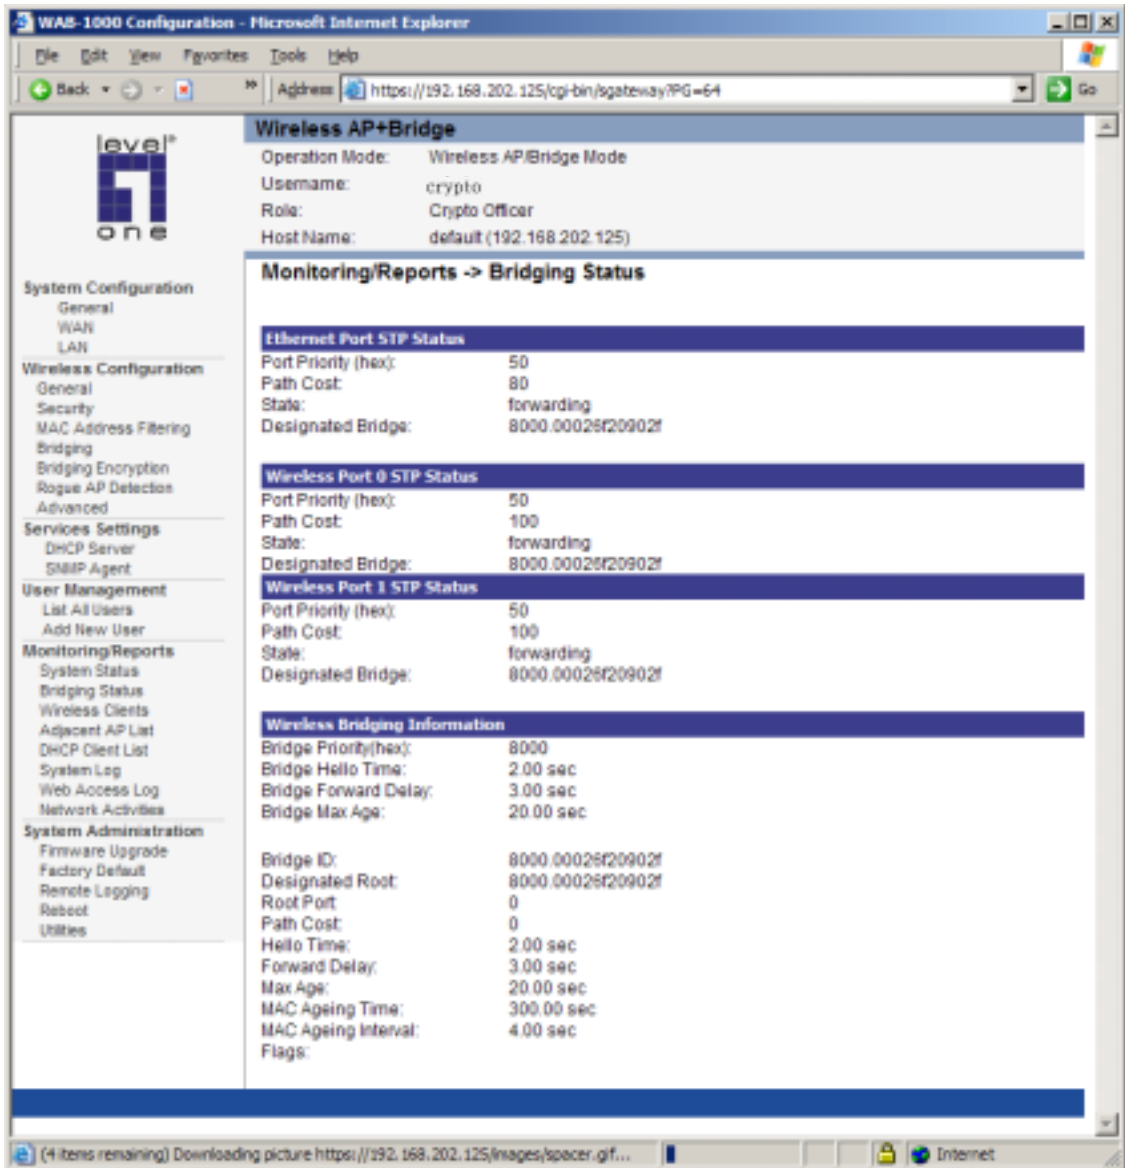 WAB-1000 Configuration - Microsoft Internet Explorer
File Edit View Favorites Tools Help
Back » Address https://192.168.202.125/cgi-bin/sgateway?PG=64 Go
level one
Wireless AP+Bridge
Operation Mode: Wireless AP/Bridge Mode
Username: crypto
Role: Crypto Officer
Host Name: default (192.168.202.125)
System Configuration
General
WAN
LAN
Wireless Configuration
General
Security
MAC Address Filtering
Bridging
Bridging Encryption
Rogue AP Detection
Advanced
Services Settings
DHCP Server
SNMP Agent
User Management
List All Users
Add New User
Monitoring/Reports
System Status
Bridging Status
Wireless Clients
Adjacent AP List
DHCP Client List
System Log
Web Access Log
Network Activities
System Administration
Firmware Upgrade
Factory Default
Remote Logging
Reboot
Utilities
Monitoring/Reports -> Bridging Status
Ethernet Port STP Status
Port Priority (hex): 50
Path Cost: 80
State: forwarding
Designated Bridge: 8000.00026f20902f
Wireless Port 0 STP Status
Port Priority (hex): 50
Path Cost: 100
State: forwarding
Designated Bridge: 8000.00026f20902f
Wireless Port 1 STP Status
Port Priority (hex): 50
Path Cost: 100
State: forwarding
Designated Bridge: 8000.00026f20902f
Wireless Bridging Information
Bridge Priority(hex): 8000
Bridge Hello Time: 2.00 sec
Bridge Forward Delay: 3.00 sec
Bridge Max Age: 20.00 sec
Bridge ID: 8000.00026f20902f
Designated Root: 8000.00026f20902f
Root Port 0
Path Cost: 0
Hello Time: 2.00 sec
Forward Delay: 3.00 sec
Max Age: 20.00 sec
MAC Ageing Time: 300.00 sec
MAC Ageing Interval: 4.00 sec
Flags:
(4 items remaining) Downloading picture https://192.168.202.125/images/spacer.gif... Internet